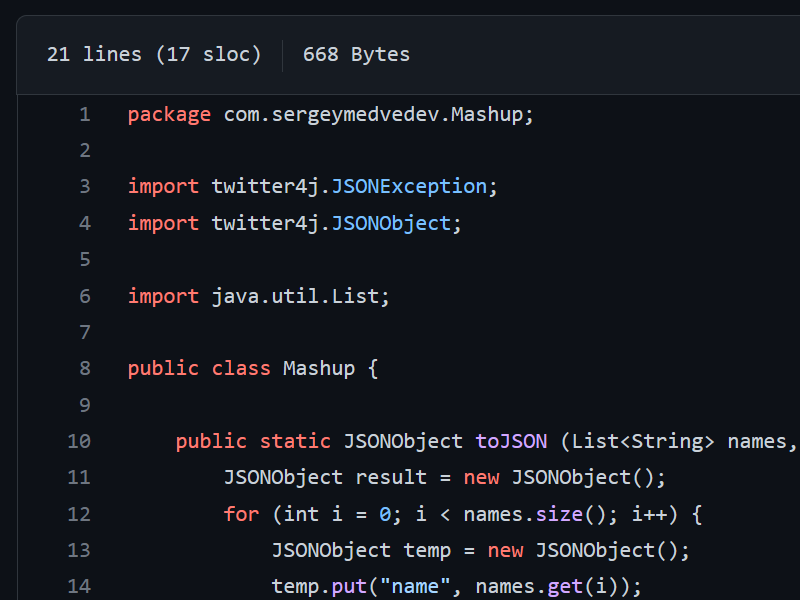 21 lines (17 sloc) 668 Bytes
1 package com.sergeymedvedev.Mashup;
2
3 import twitter4j.JSONException;
4 import twitter4j.JSONObject;
5
6 import java.util.List;
7
8 public class Mashup {
9
10 public static JSONObject toJSON (List<String> names,
11 JSONObject result = new JSONObject();
12 for (int i = 0; i < names.size(); i++) {
13 JSONObject temp = new JSONObject();
14 temp.put("name", names.get(i));